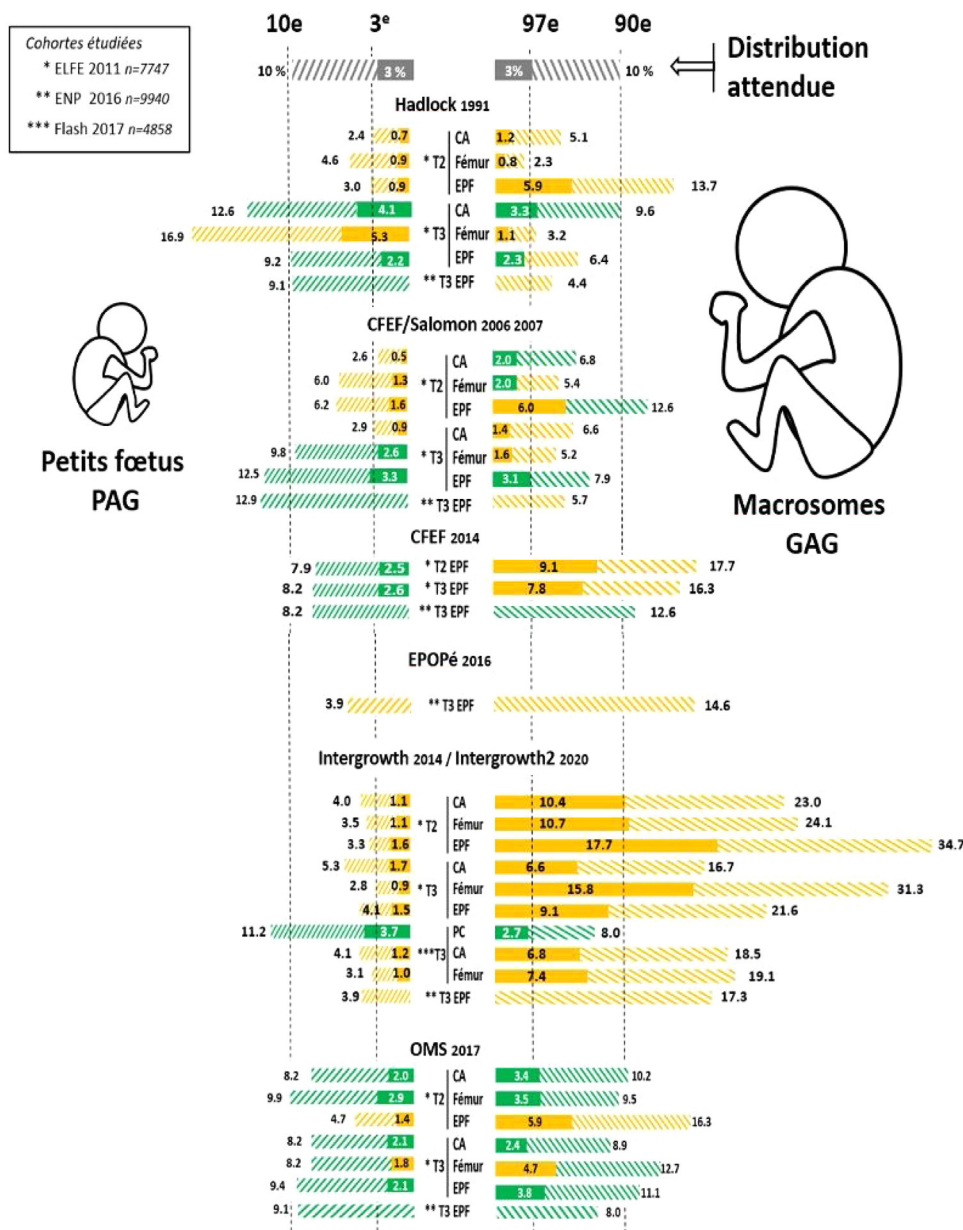 10e 3e 97e 90e
Cohortes étudiées
* ELFE 2011 n=7747
** ENP 2016 n=9940
*** Flash 2017 n=4858
10 % 3 % 3% 10 %
Distribution
attendue
Hadlock 1991
2.4 0.7 CA 1.2 5.1
4.6 0.9 * T2 Fémur 0.8 2.3
3.0 0.9 EPF 5.9 13.7
12.6 4.1 CA 3.3 9.6
16.9 5.3 * T3 Fémur 1.1 3.2
9.2 2.2 EPF 2.3 6.4
9.1 ** T3 EPF 4.4
CFEF/Salomon 2006 2007
2.6 0.5 CA 2.0 6.8
6.0 1.3 * T2 Fémur 2.0 5.4
6.2 1.6 EPF 6.0 12.6
2.9 0.9 CA 1.4 6.6
9.8 2.6 * T3 Fémur 1.6 5.2
12.5 3.3 EPF 3.1 7.9
12.9 ** T3 EPF 5.7
Petits fœtus
PAG
Macrosomes
GAG
CFEF 2014
7.9 2.5 * T2 EPF 9.1 17.7
8.2 2.6 * T3 EPF 7.8 16.3
8.2 ** T3 EPF 12.6
EPOPé 2016
3.9 ** T3 EPF 14.6
Intergrowth 2014 / Intergrowth2 2020
4.0 1.1 CA 10.4 23.0
3.5 1.1 * T2 Fémur 10.7 24.1
3.3 1.6 EPF 17.7 34.7
5.3 1.7 CA 6.6 16.7
2.8 0.9 * T3 Fémur 15.8 31.3
4.1 1.5 EPF 9.1 21.6
11.2 3.7 PC 2.7 8.0
4.1 1.2 ***T3 CA 6.8 18.5
3.1 1.0 Fémur 7.4 19.1
3.9 ** T3 EPF 17.3
OMS 2017
8.2 2.0 CA 3.4 10.2
9.9 2.9 * T2 Fémur 3.5 9.5
4.7 1.4 EPF 5.9 16.3
8.2 2.1 CA 2.4 8.9
8.2 1.8 * T3 Fémur 4.7 12.7
9.4 2.1 EPF 3.8 11.1
9.1 ** T3 EPF 8.0